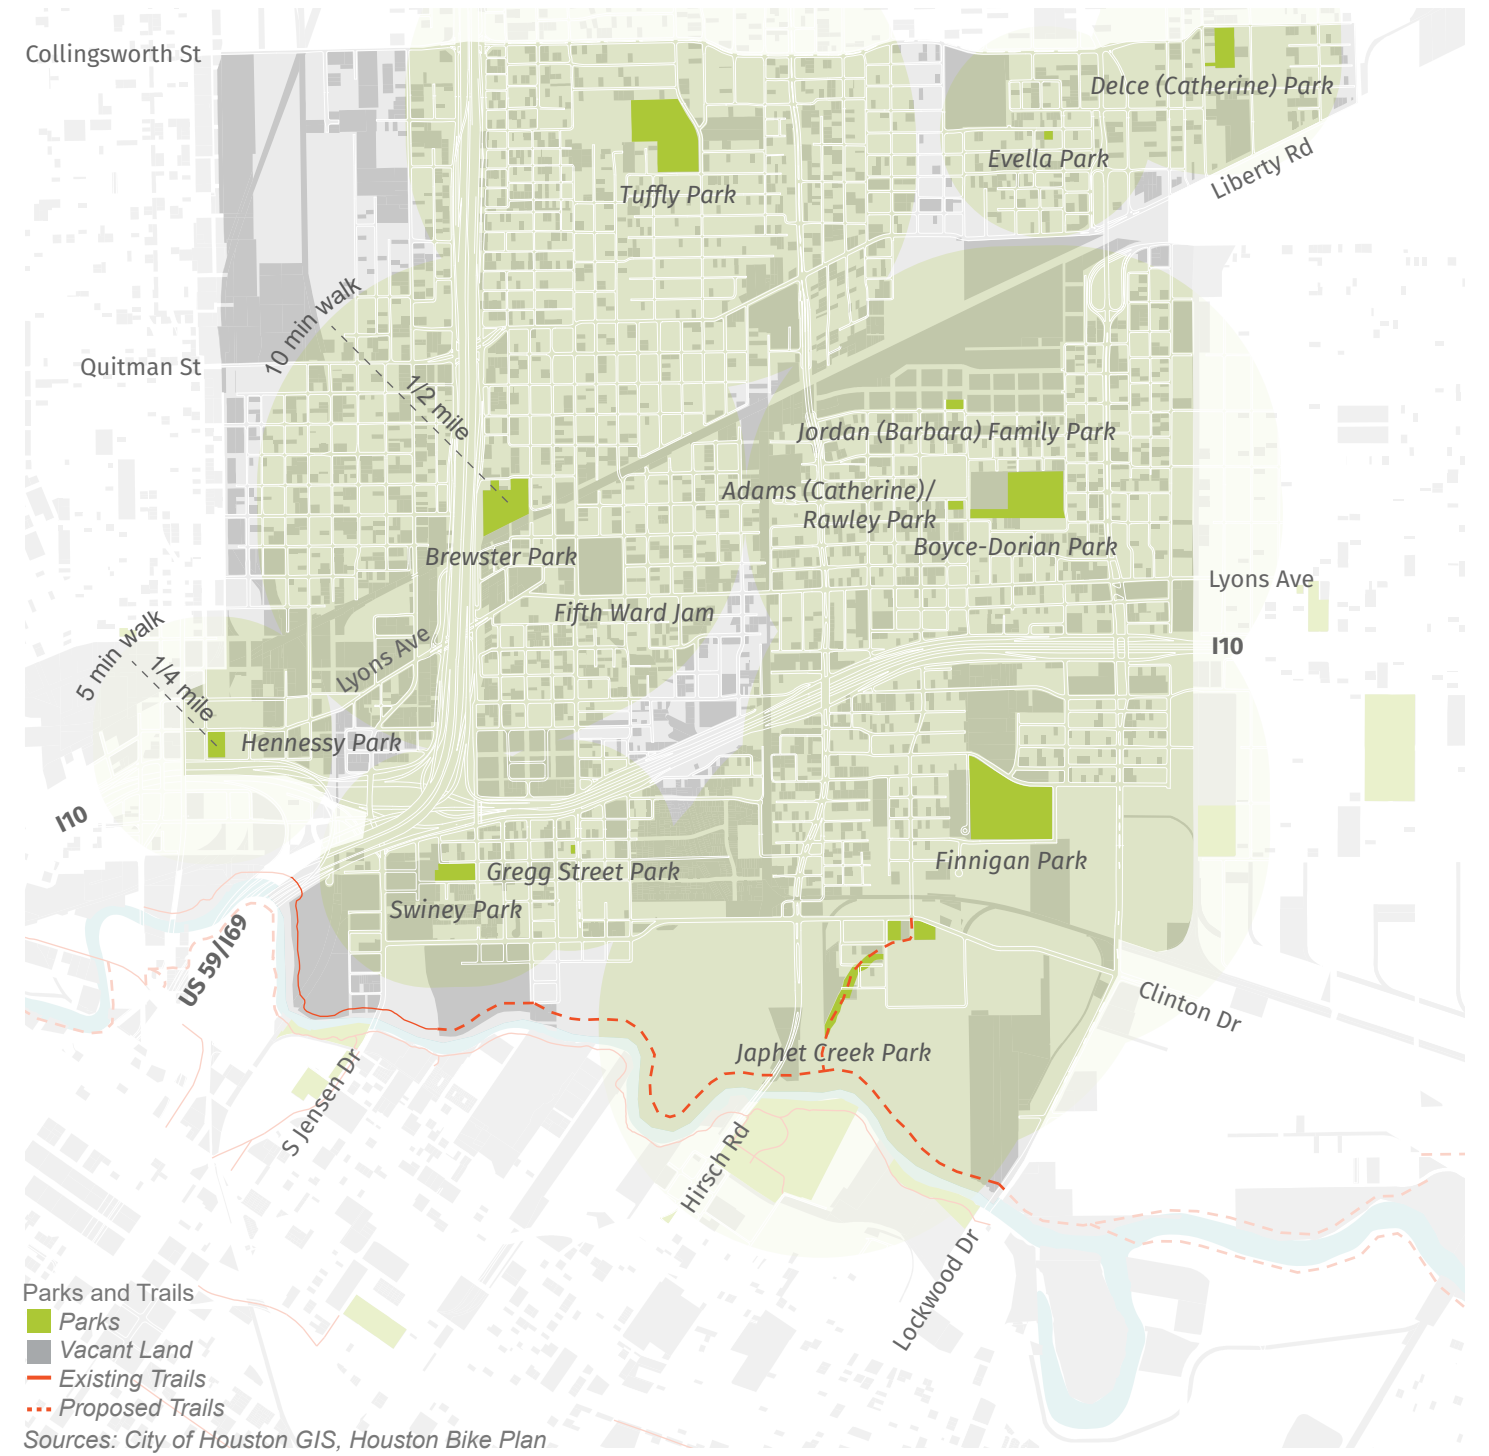 Collingsworth St
Delce (Catherine) Park
Evella Park
Liberty Rd
Tuffly Park
10 min walk
1/2 mile
Quitman St
Jordan (Barbara) Family Park
Adams (Catherine)/
Rawley Park
Boyce-Dorian Park
Brewster Park
Lyons Ave
Fifth Ward Jam
5 min walk
1/4 mile
Lyons Ave
I10
Hennessy Park
I10
Finnigan Park
Gregg Street Park
Swiney Park
US 59/I69
Clinton Dr
Japhet Creek Park
S Jensen Dr
Hirsch Rd
Lockwood Dr
Parks and Trails
Parks
Vacant Land
Existing Trails
Proposed Trails
Sources: City of Houston GIS, Houston Bike Plan